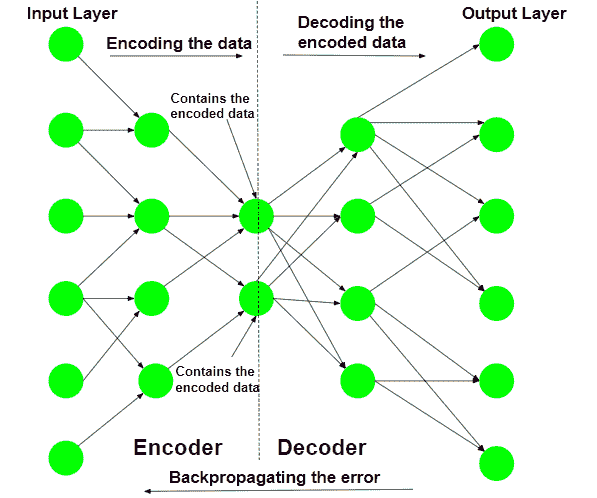 Input Layer
Output Layer
Encoding the data
Decoding the
encoded data
Contains the
encoded data
Contains the
encoded data
Encoder
Decoder
Backpropagating the error